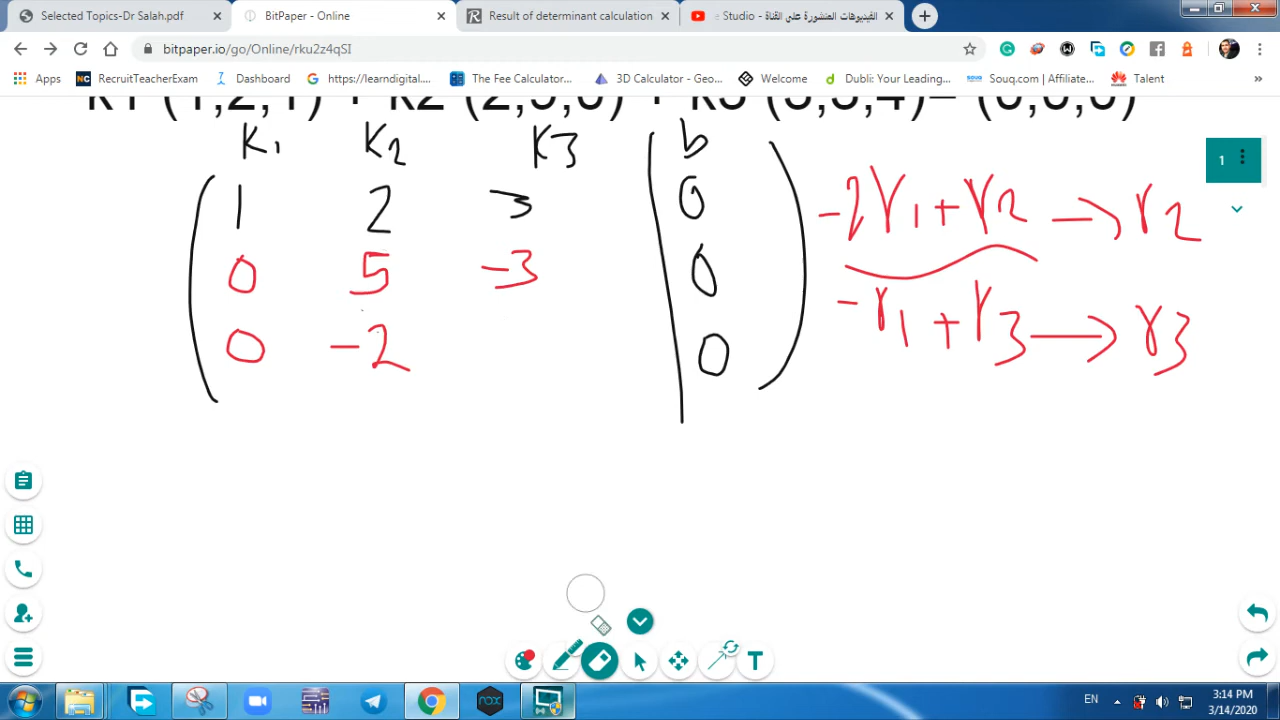 Selected Topics-Dr Salah.pdf
BitPaper - Online
Result of determinant calculation
e Studio - الفيديوهات المنشورة على القناة
bitpaper.io/go/Online/rku2z4qSI
Apps
RecruitTeacherExam
Dashboard
https://learndigital....
The Fee Calculator...
3D Calculator - Geo...
Welcome
Dubli: Your Leading...
Souq.com | Affiliate...
Talent
»
K1 K2 K3 b
1 2 3 0
0 5 -3 0
0 -2 0
-2r1+r2 → r2
-r1+r3 → r3
1
T
EN
3:14 PM
3/14/2020